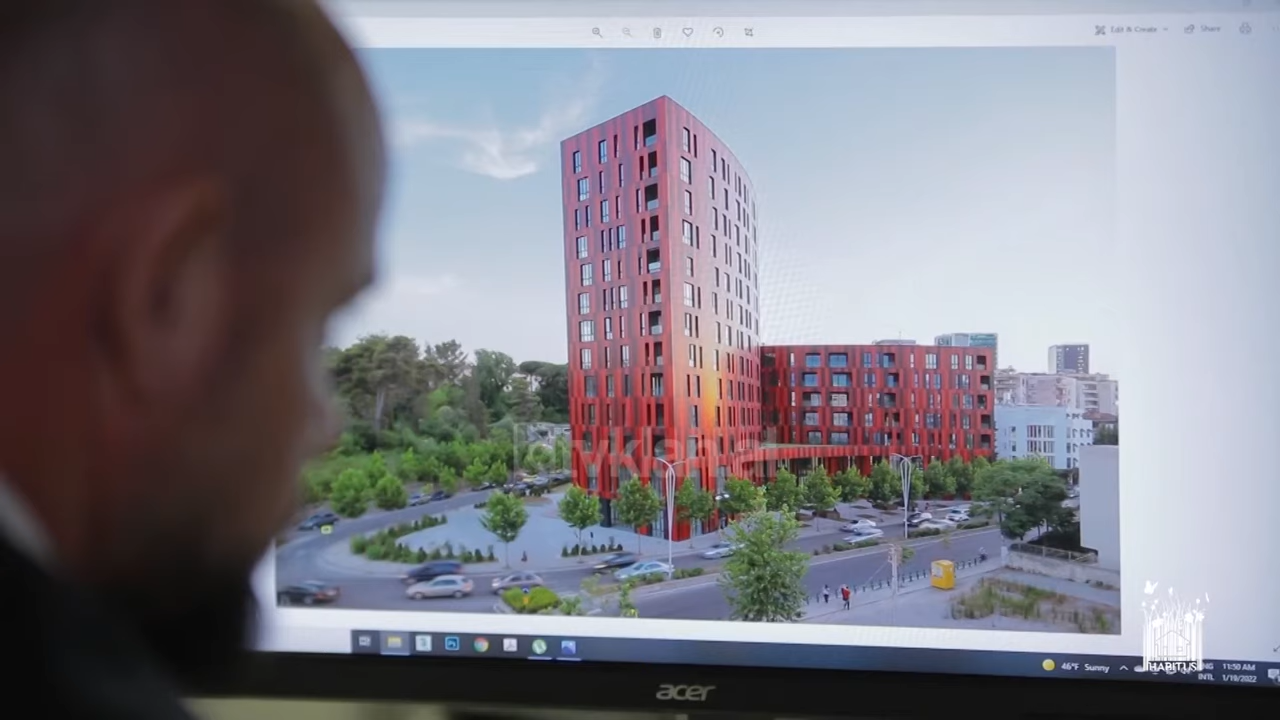 Edit & Create
Share
acer
46°F Sunny
11:50 AM
INTL
1/19/2022
HABITUS